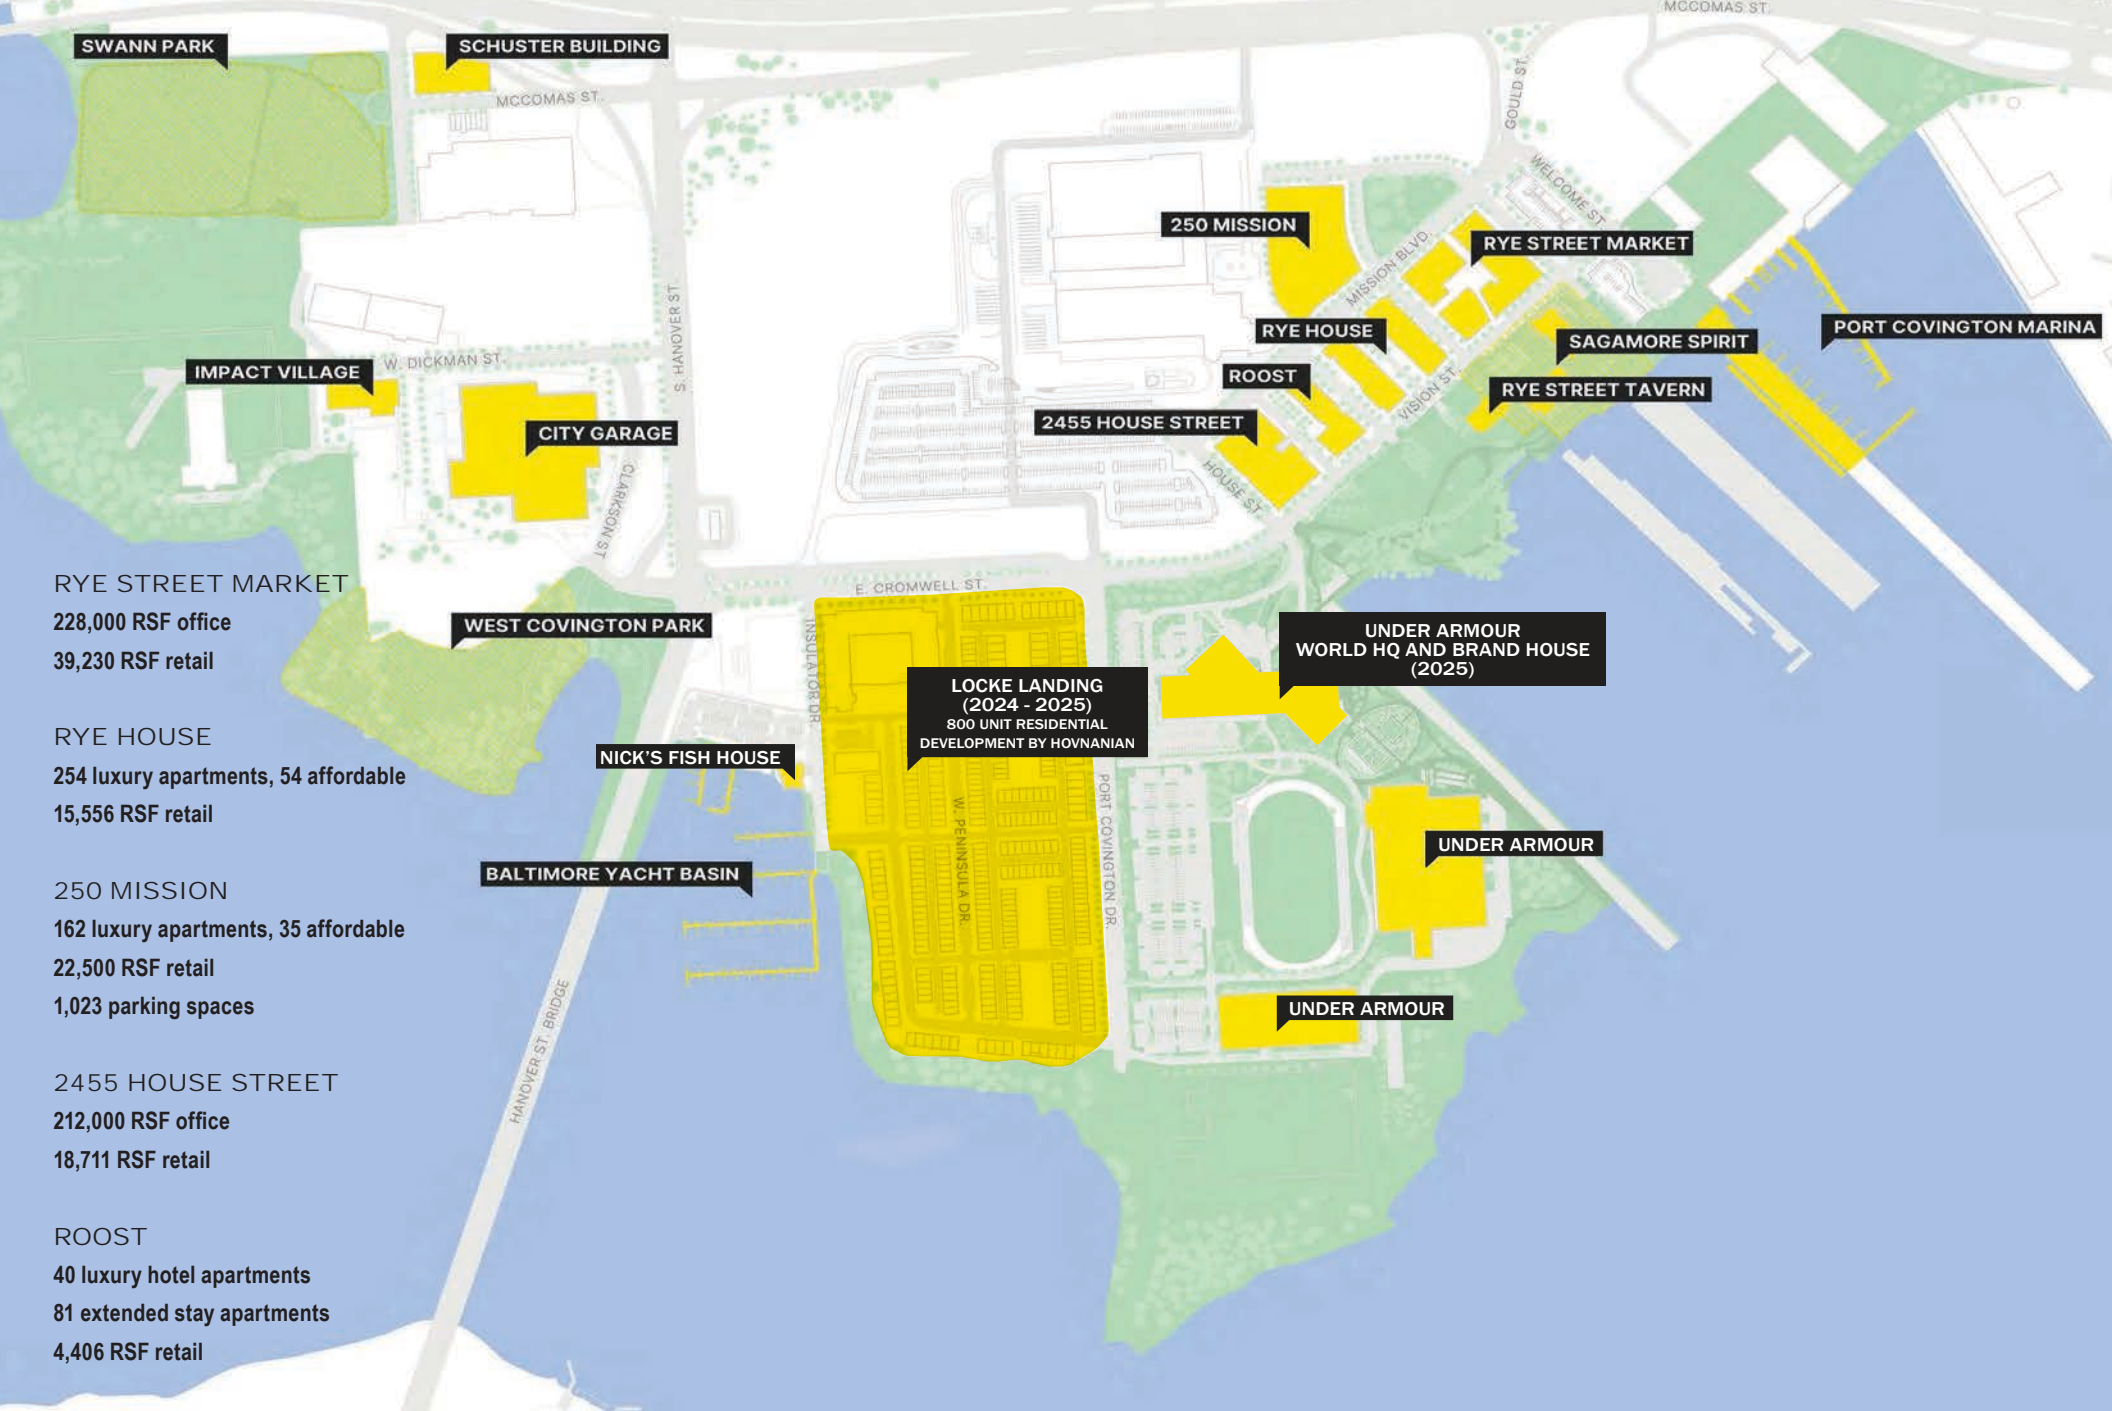 MCCOMAS ST.
SWANN PARK
SCHUSTER BUILDING
MCCOMAS ST.
GOULD ST.
WELCOME ST.
250 MISSION
MISSION BLVD.
RYE STREET MARKET
S. HANOVER ST.
RYE HOUSE
PORT COVINGTON MARINA
SAGAMORE SPIRIT
W. DICKMAN ST.
IMPACT VILLAGE
ROOST
VISION ST.
RYE STREET TAVERN
2455 HOUSE STREET
CITY GARAGE
HOUSE ST.
CLARKSON ST.
E. CROMWELL ST.
WEST COVINGTON PARK
INSULATOR DR.
UNDER ARMOUR
WORLD HQ AND BRAND HOUSE
(2025)
LOCKE LANDING
(2024 - 2025)
800 UNIT RESIDENTIAL
DEVELOPMENT BY HOVNANIAN
NICK'S FISH HOUSE
W. PENINSULA DR.
PORT COVINGTON DR.
UNDER ARMOUR
BALTIMORE YACHT BASIN
UNDER ARMOUR
HANOVER ST. BRIDGE
RYE STREET MARKET
228,000 RSF office
39,230 RSF retail
RYE HOUSE
254 luxury apartments, 54 affordable
15,556 RSF retail
250 MISSION
162 luxury apartments, 35 affordable
22,500 RSF retail
1,023 parking spaces
2455 HOUSE STREET
212,000 RSF office
18,711 RSF retail
ROOST
40 luxury hotel apartments
81 extended stay apartments
4,406 RSF retail